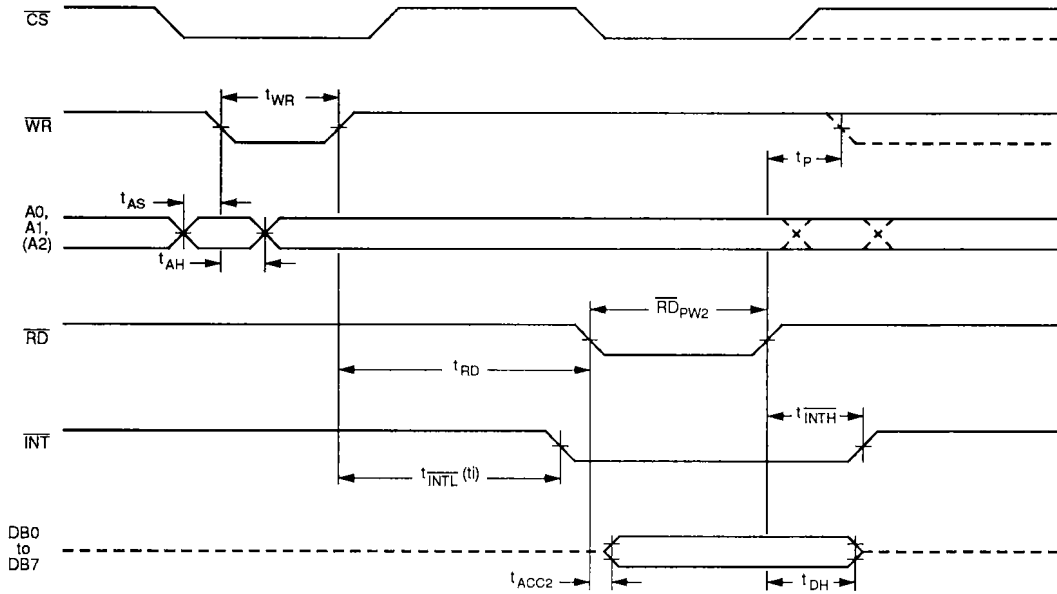 CS
tWR
WR
tP
tAS
A0,
A1,
(A2)
tAH
RDPW2
RD
tRD
tINTH
INT
tINTL (ti)
DB0
to
DB7
tACC2
tDH